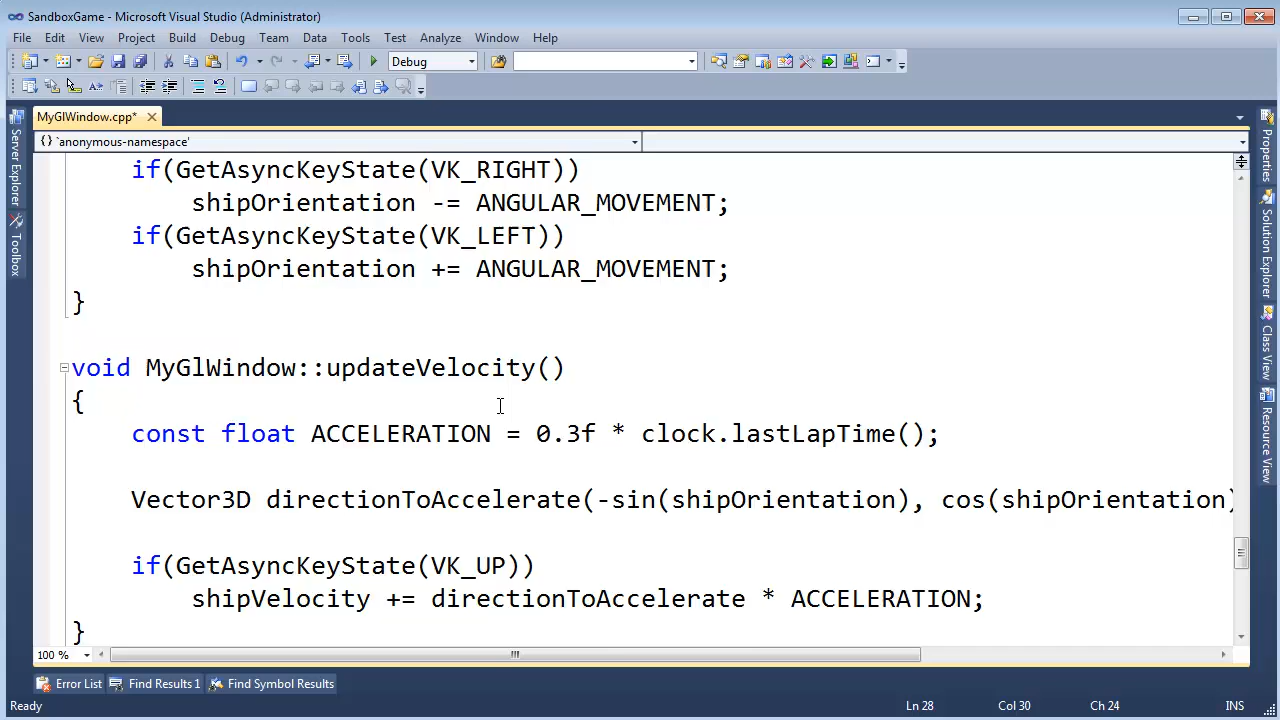 SandboxGame - Microsoft Visual Studio (Administrator)
File Edit View Project Build Debug Team Data Tools Test Analyze Window Help
Debug
MyGlWindow.cpp*
{} `anonymous-namespace'
if(GetAsyncKeyState(VK_RIGHT))
shipOrientation -= ANGULAR_MOVEMENT;
if(GetAsyncKeyState(VK_LEFT))
shipOrientation += ANGULAR_MOVEMENT;
}
void MyGlWindow::updateVelocity()
{
const float ACCELERATION = 0.3f * clock.lastLapTime();
Vector3D directionToAccelerate(-sin(shipOrientation), cos(shipOrientation)
if(GetAsyncKeyState(VK_UP))
shipVelocity += directionToAccelerate * ACCELERATION;
}
100 %
Error List Find Results 1 Find Symbol Results
Ready Ln 28 Col 30 Ch 24 INS
Server Explorer
Toolbox
Properties
Solution Explorer
Class View
Resource View